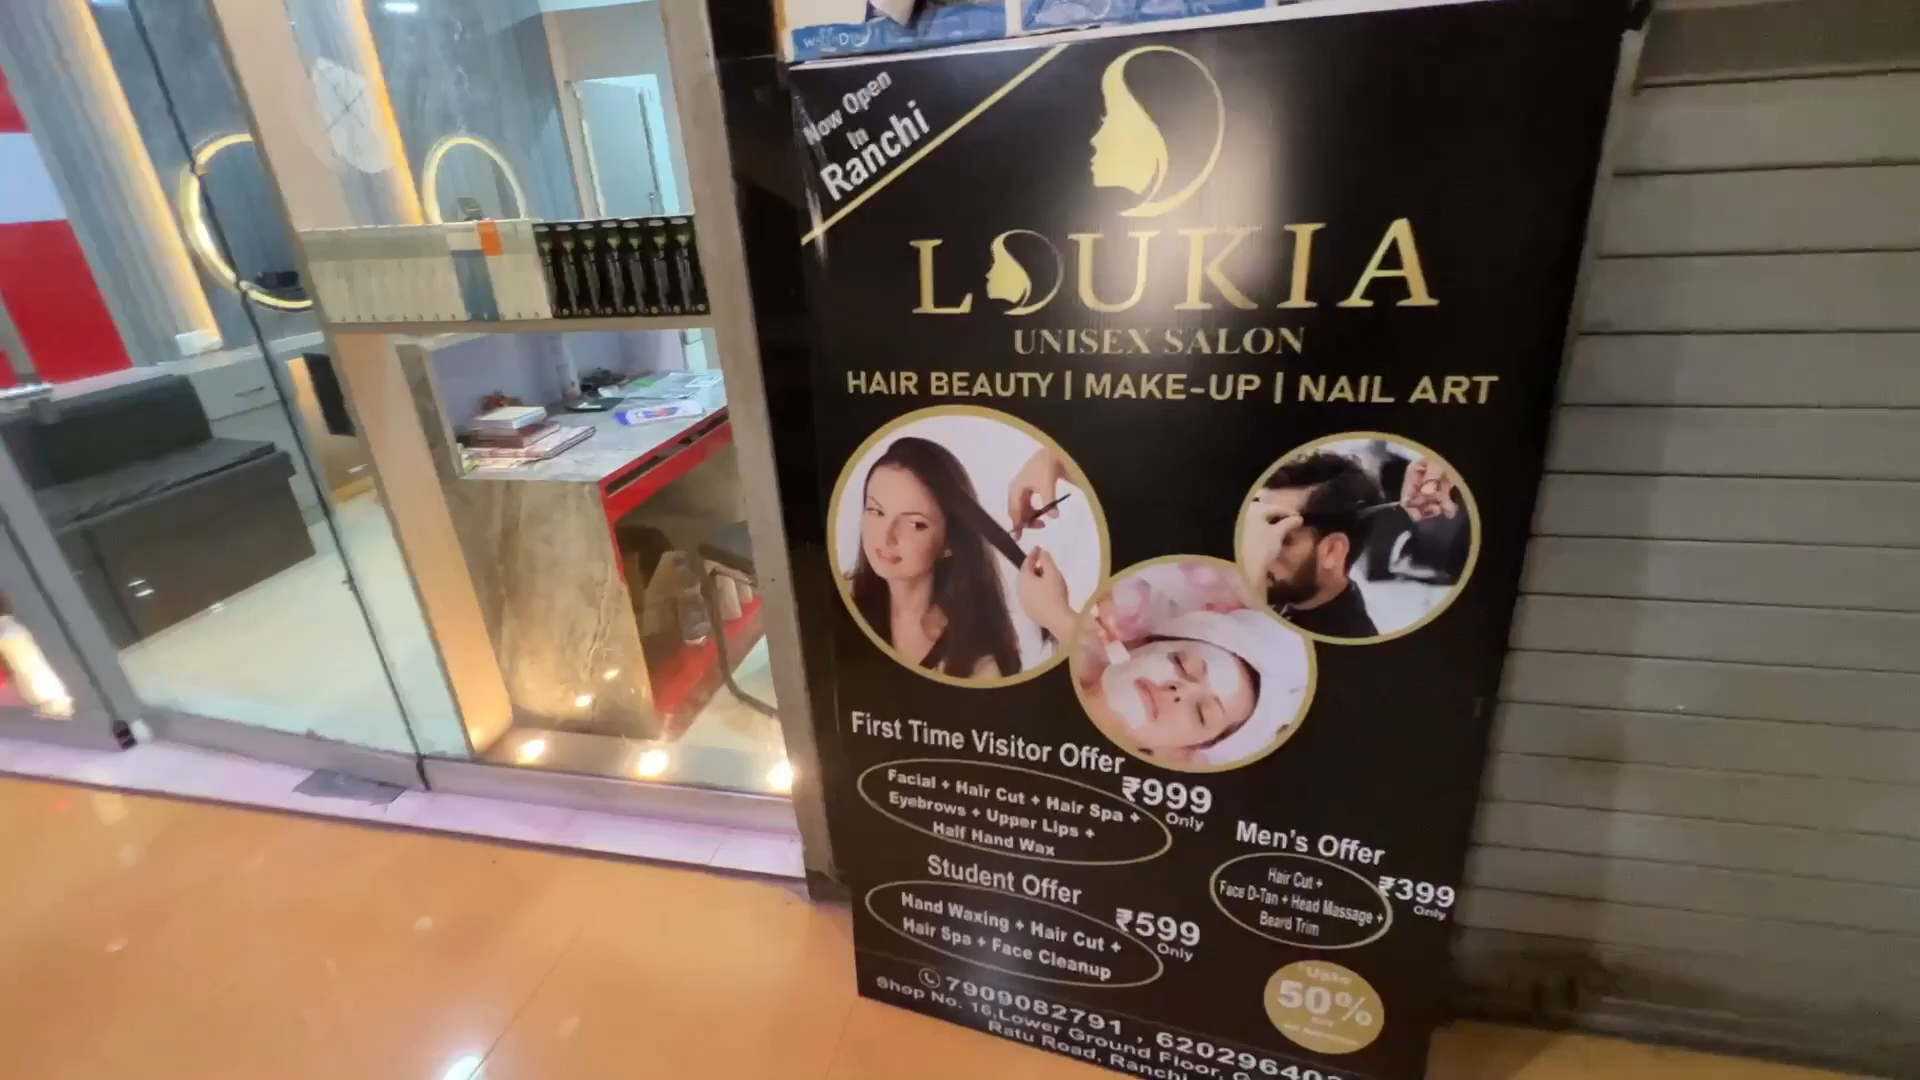 Now Open
In
Ranchi
LOUKIA
UNISEX SALON
HAIR BEAUTY | MAKE-UP | NAIL ART
First Time Visitor Offer
Facial + Hair Cut + Hair Spa +
Eyebrows + Upper Lips +
Half Hand Wax
₹999
Only
Men's Offer
Hair Cut +
Face D-Tan + Head Massage +
Beard Trim
₹399
Only
Student Offer
Hand Waxing + Hair Cut +
Hair Spa + Face Cleanup
₹599
Only
Upto
50%
7909082791 , 62029640
Shop No. 16, Lower Ground Floor, G
Ratu Road, Ranchi